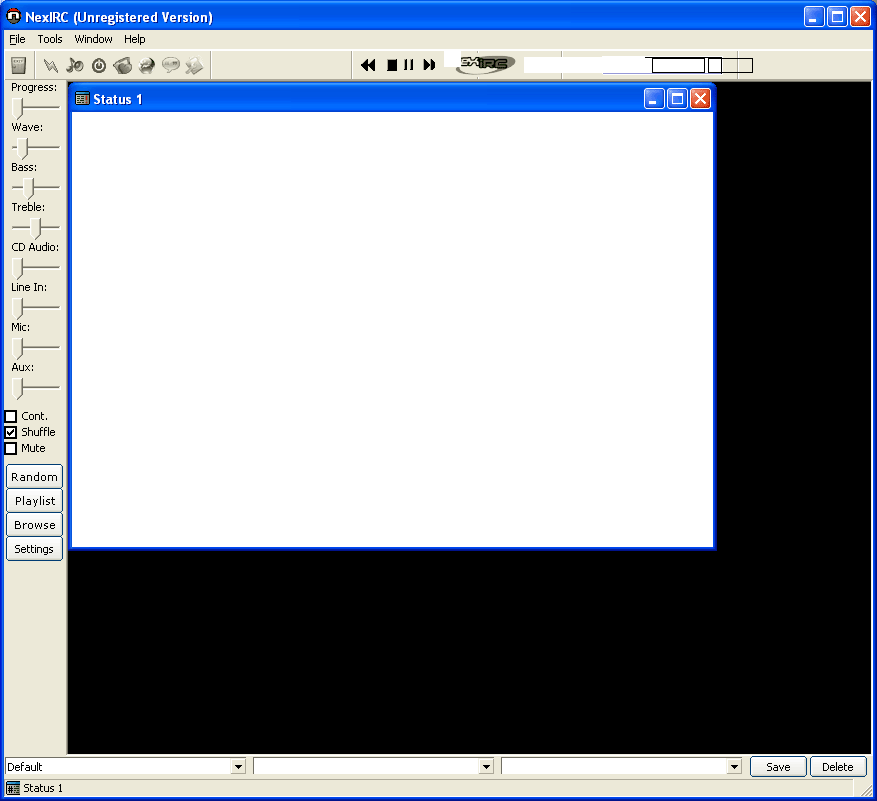 NexIRC (Unregistered Version)
File Tools Window Help
Progress:
Wave:
Bass:
Treble:
CD Audio:
Line In:
Mic:
Aux:
Cont.
Shuffle
Mute
Random
Playlist
Browse
Settings
Status 1
Default
Save
Delete
Status 1